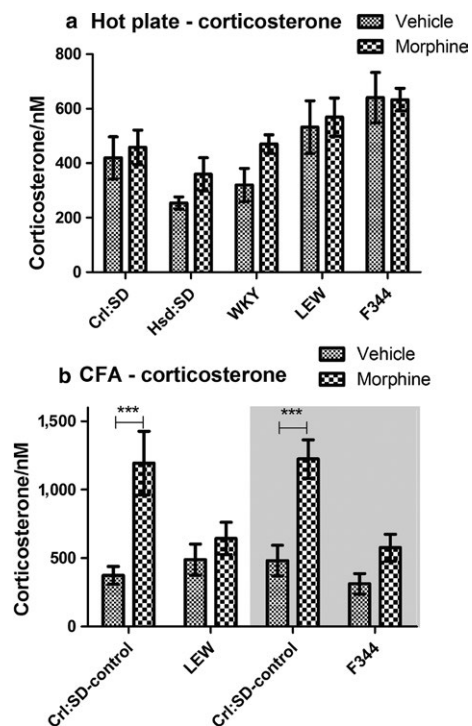 a Hot plate - corticosterone
Vehicle
Morphine
Corticosterone/nM
800
600
400
200
0
Crl:SD
Hsd:SD
WKY
LEW
F344
b CFA - corticosterone
Vehicle
Morphine
Corticosterone/nM
1,500
1,000
500
0
***
***
Crl:SD-control
LEW
Crl:SD-control
F344